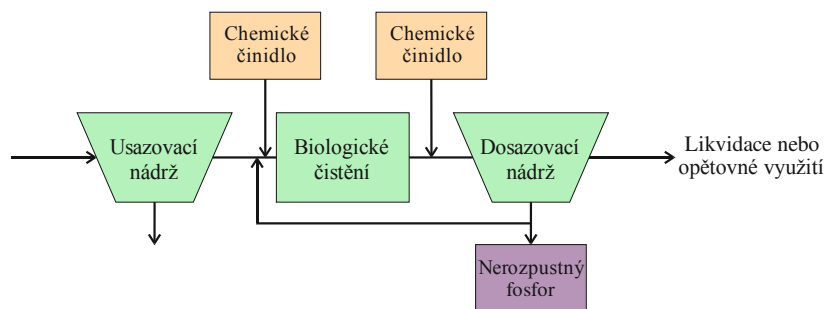 Chemické
činidlo
Chemické
činidlo
Usazovací
nádrž
Biologické
čistění
Dosazovací
nádrž
Likvidace nebo
opětovné využití
Nerozpustný
fosfor